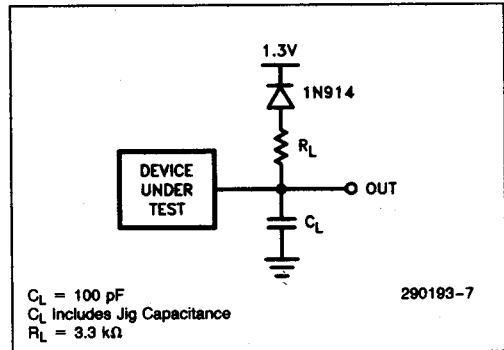 1.3V
1N914
RL
DEVICE
UNDER
TEST
OUT
CL
CL = 100 pF
CL Includes Jig Capacitance
RL = 3.3 kΩ
290193-7